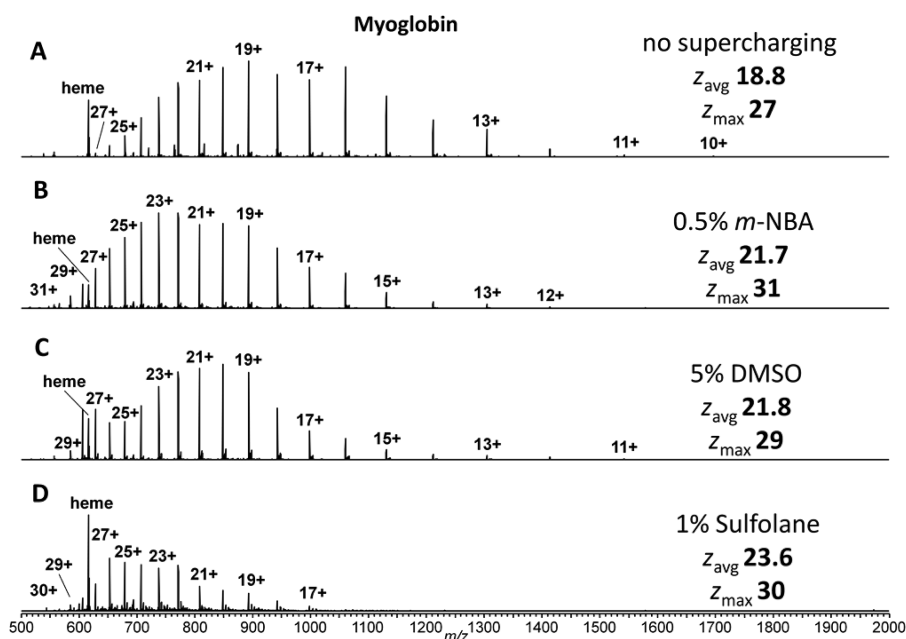 Myoglobin
A
no supercharging
zavg 18.8
zmax 27
heme
27+
25+
21+
19+
17+
13+
11+
10+
B
0.5% m-NBA
zavg 21.7
zmax 31
31+
29+
heme
27+
25+
23+
21+
19+
17+
15+
13+
12+
C
5% DMSO
zavg 21.8
zmax 29
29+
heme
27+
25+
23+
21+
19+
17+
15+
13+
11+
D
1% Sulfolane
zavg 23.6
zmax 30
30+
29+
heme
27+
25+
23+
21+
19+
17+
500 600 700 800 900 1000 1100 1200 1300 1400 1500 1600 1700 1800 1900 2000
m/z